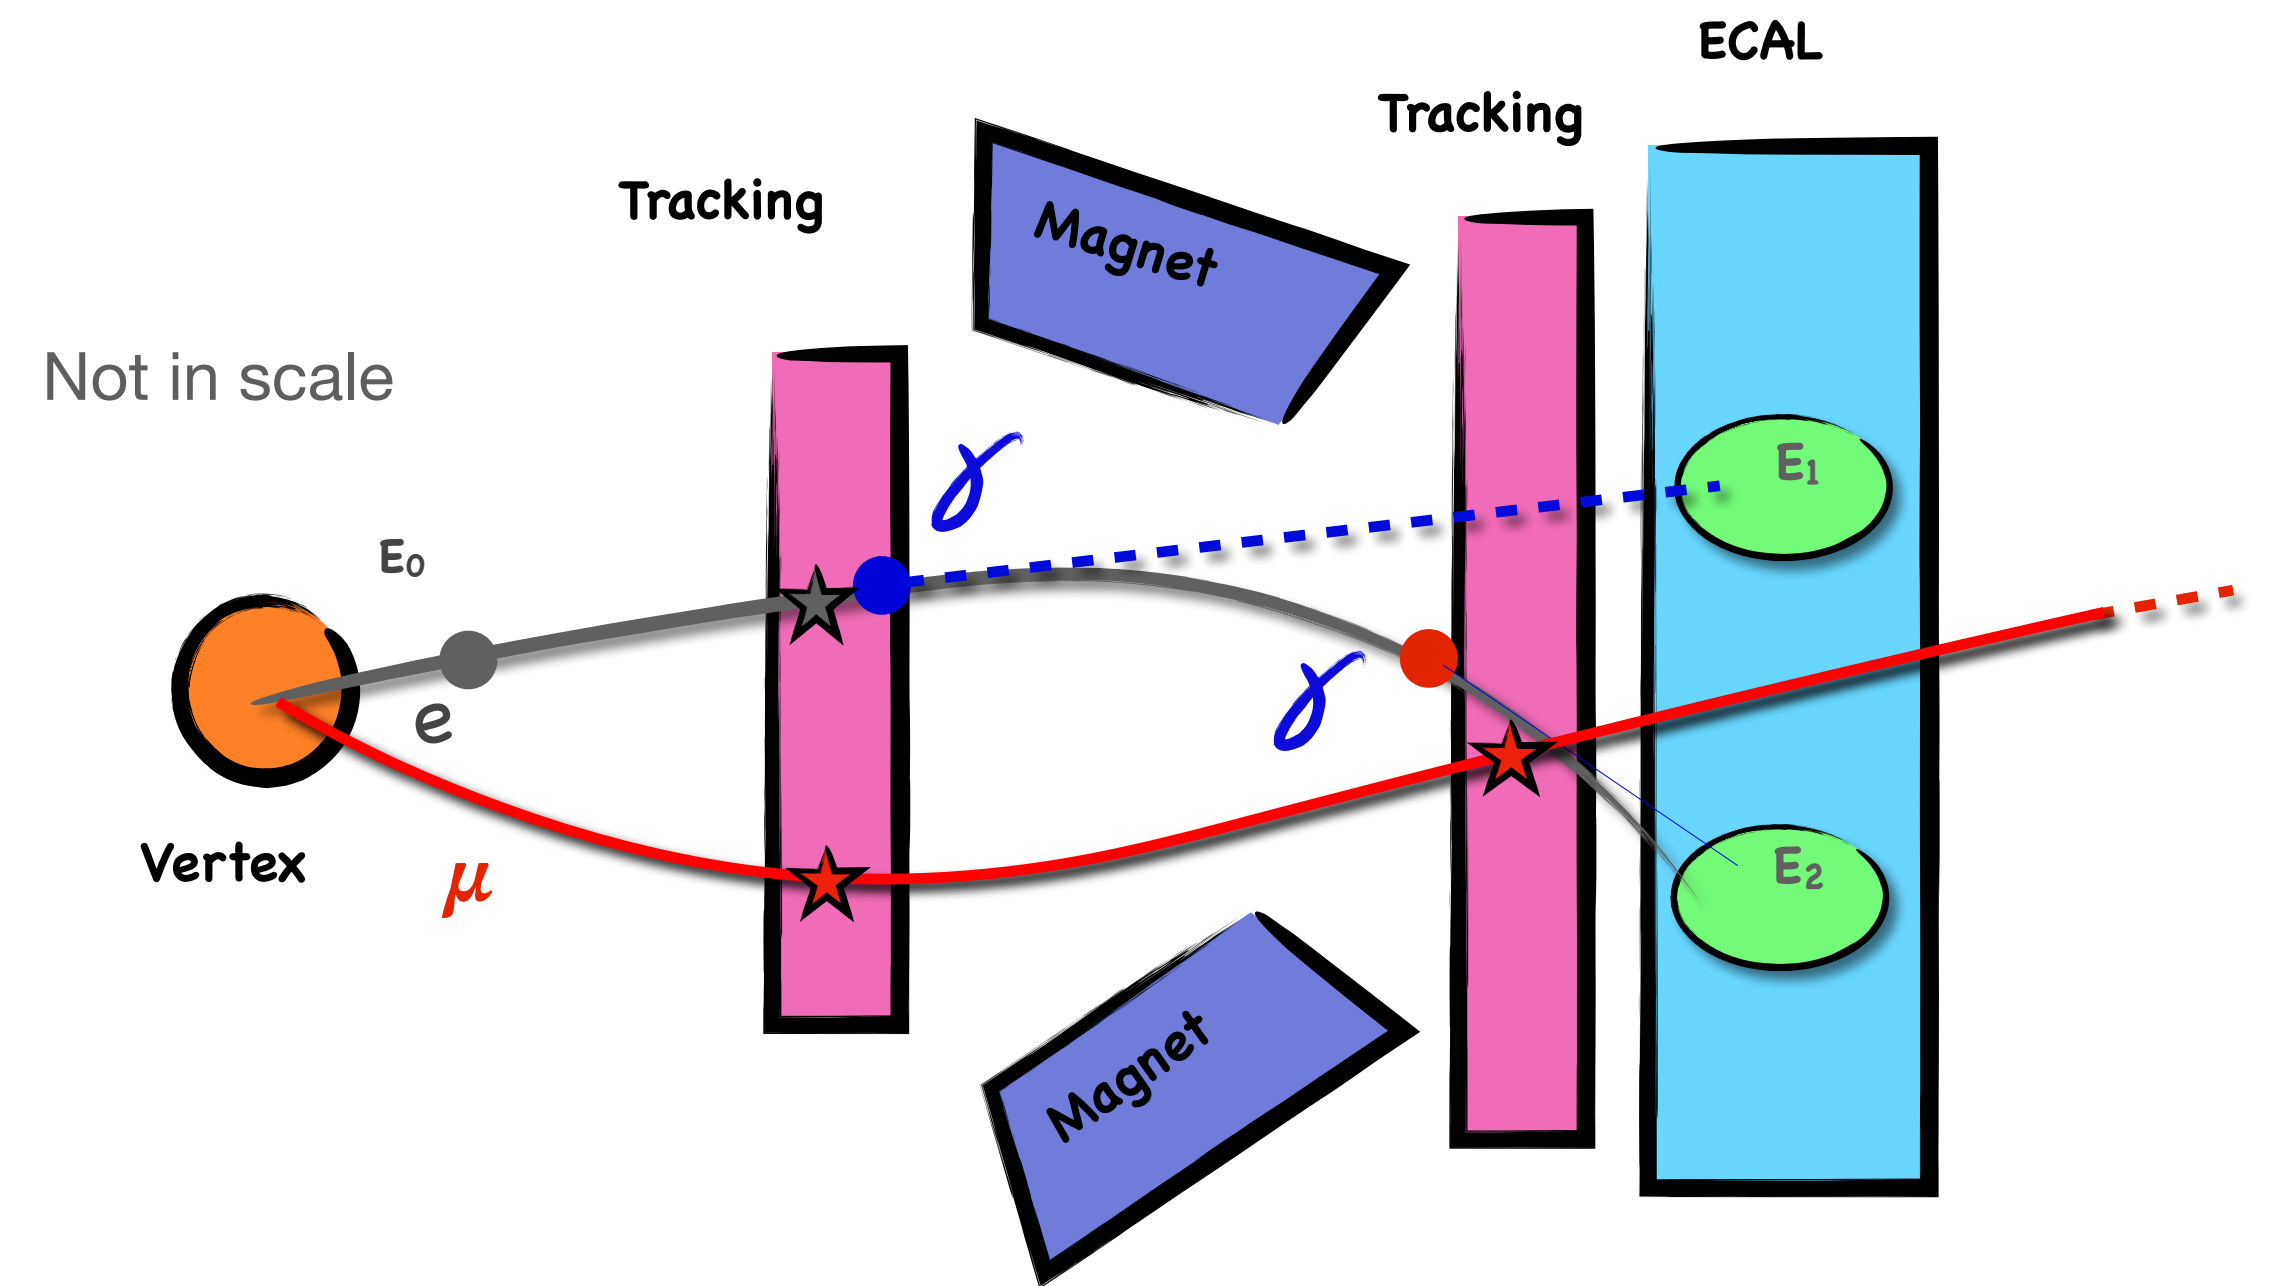 ECAL
Tracking
Tracking
Magnet
Not in scale
γ
E₁
E₀
e
γ
Vertex
μ
E₂
Magnet